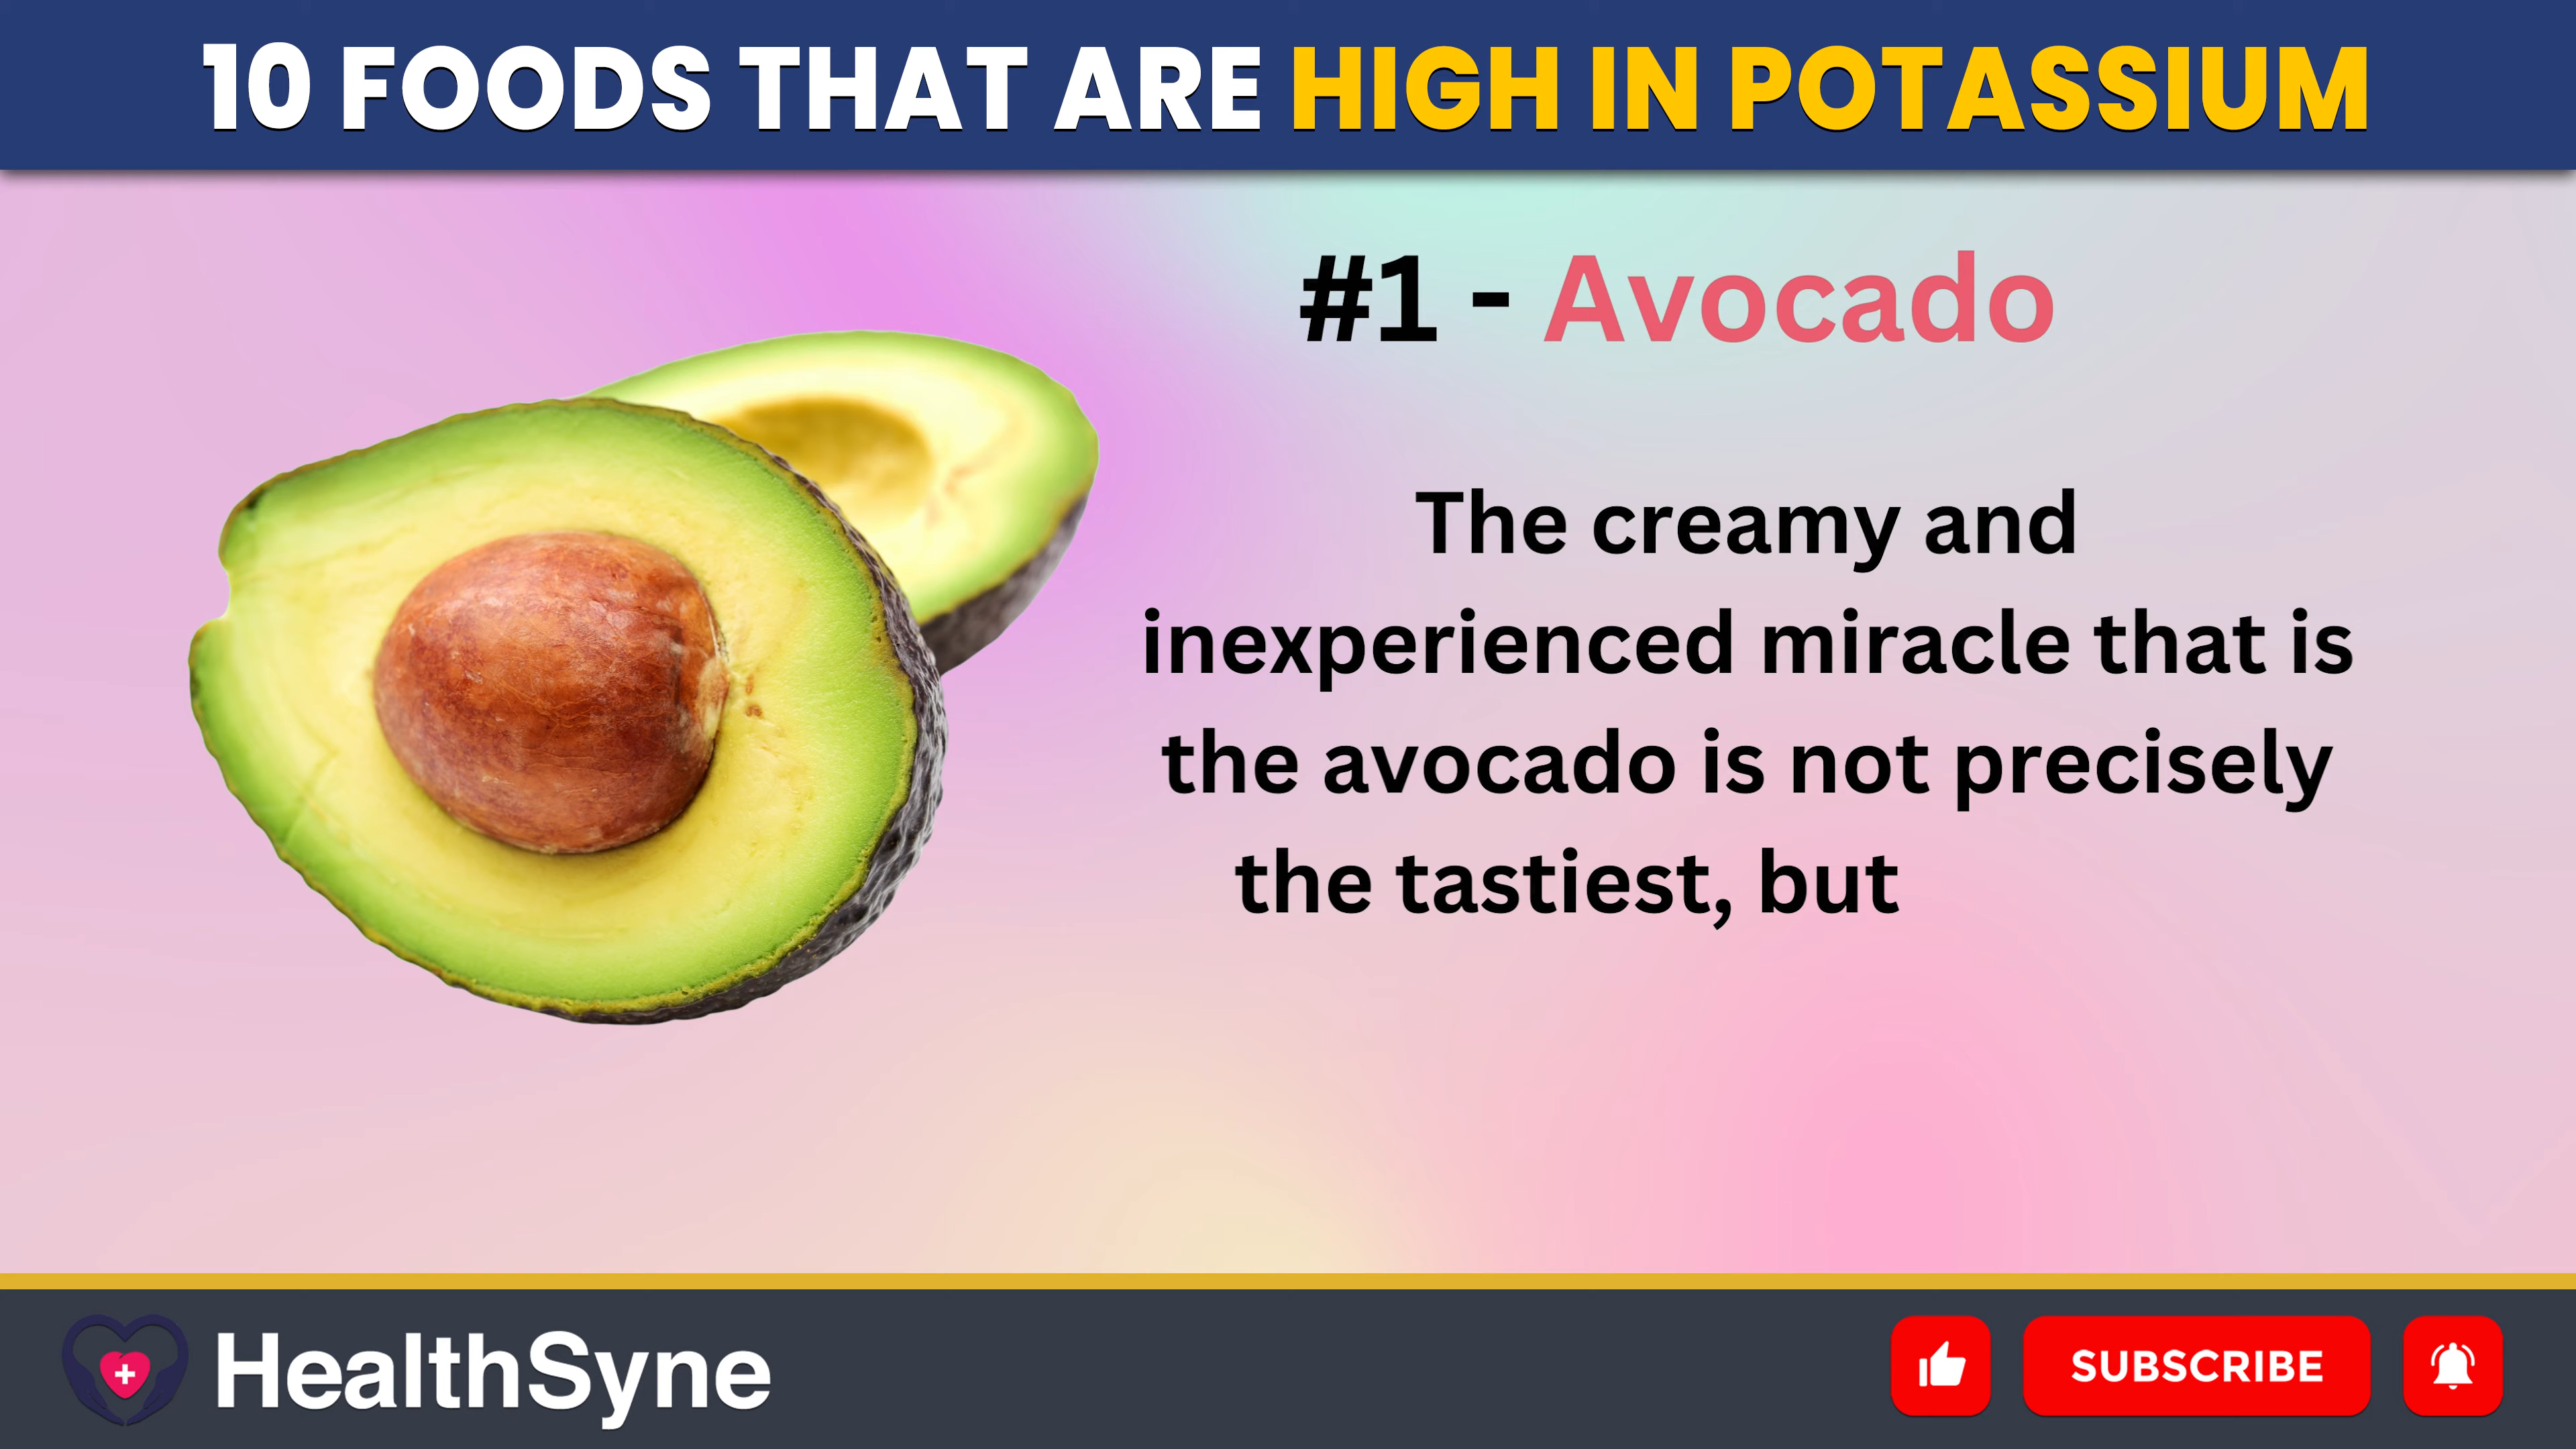 10 FOODS THAT ARE HIGH IN POTASSIUM
#1 - Avocado
The creamy and
inexperienced miracle that is
the avocado is not precisely
the tastiest, but
HealthSyne
SUBSCRIBE